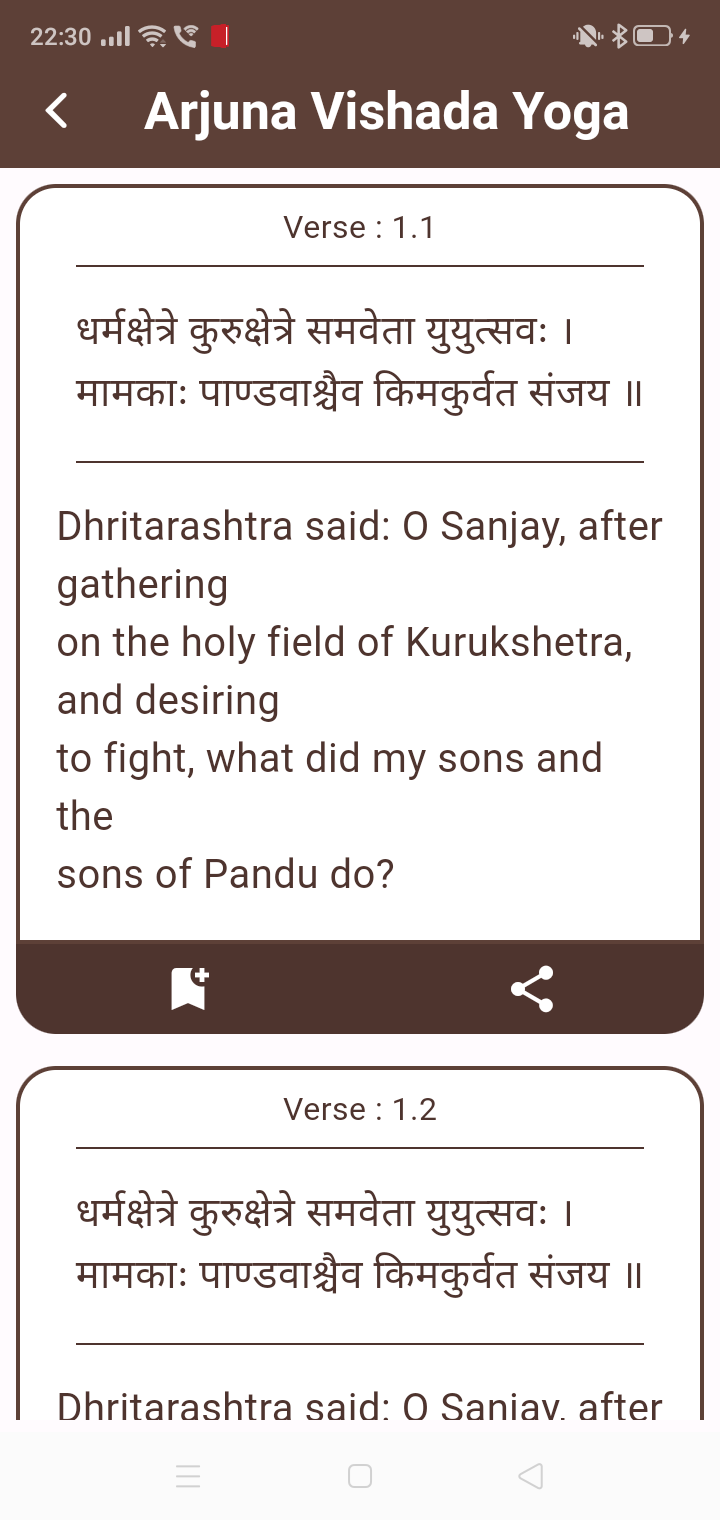 22:30
Arjuna Vishada Yoga
Verse : 1.1
धर्मक्षेत्रे कुरुक्षेत्रे समवेता युयुत्सवः ।
मामकाः पाण्डवाश्चैव किमकुर्वत संजय ॥
Dhritarashtra said: O Sanjay, after
gathering
on the holy field of Kurukshetra,
and desiring
to fight, what did my sons and
the
sons of Pandu do?
Verse : 1.2
धर्मक्षेत्रे कुरुक्षेत्रे समवेता युयुत्सवः ।
मामकाः पाण्डवाश्चैव किमकुर्वत संजय ॥
Dhritarashtra said: O Sanjay, after